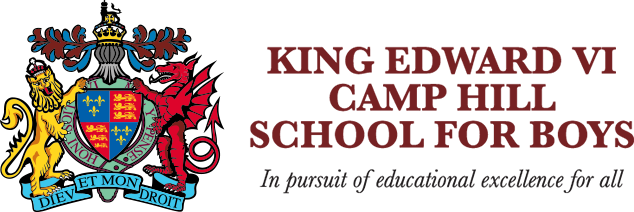 KING EDWARD VI
CAMP HILL
SCHOOL FOR BOYS
In pursuit of educational excellence for all
HONI
DIEV ET MON DROIT